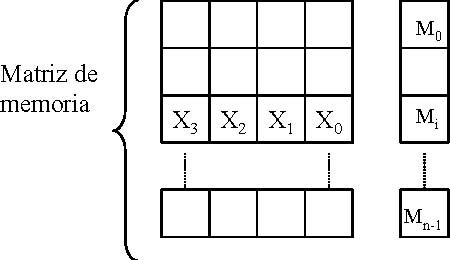 M₀
Matriz de
memoria
X₃ X₂ X₁ X₀ Mᵢ
Mₙ₋₁